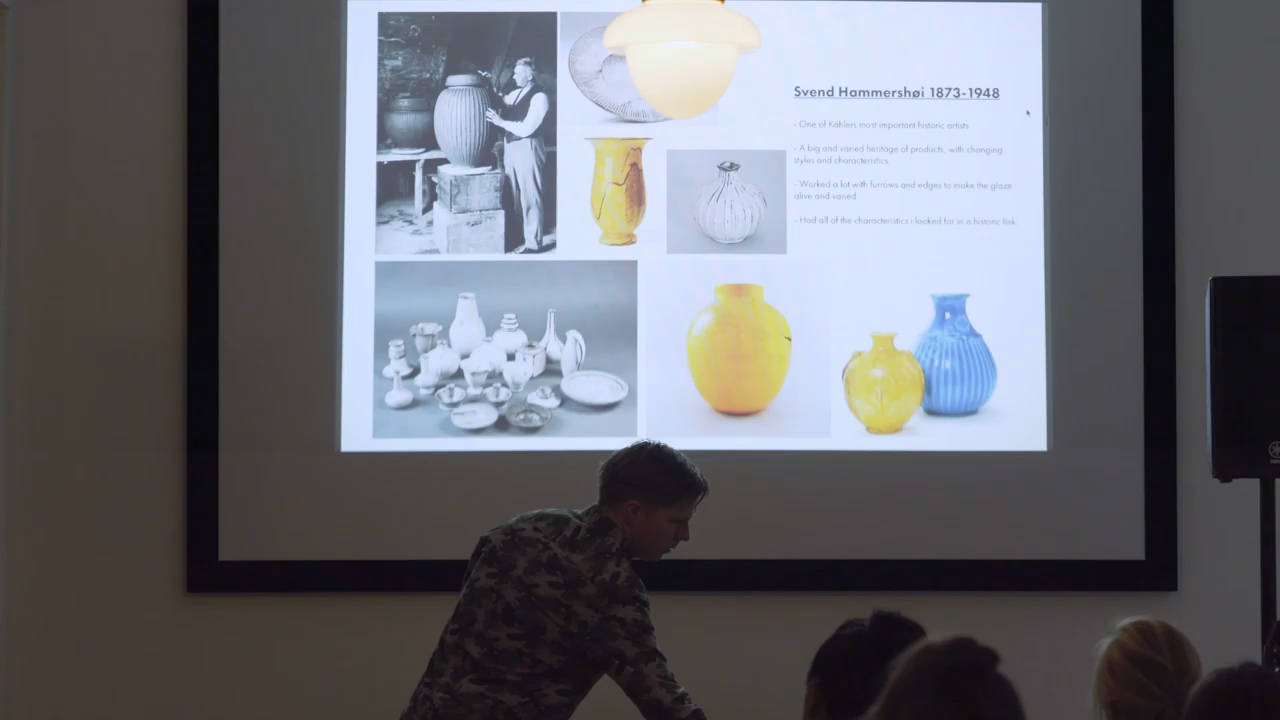 Svend Hammershøi 1873-1948
- One of Kählers most important historic artists
- A big and varied heritage of products, with changing
styles and characteristics.
- Worked a lot with furrows and edges to make the glaze
alive and varied
- Had all of the characteristics i looked for in a historic link.